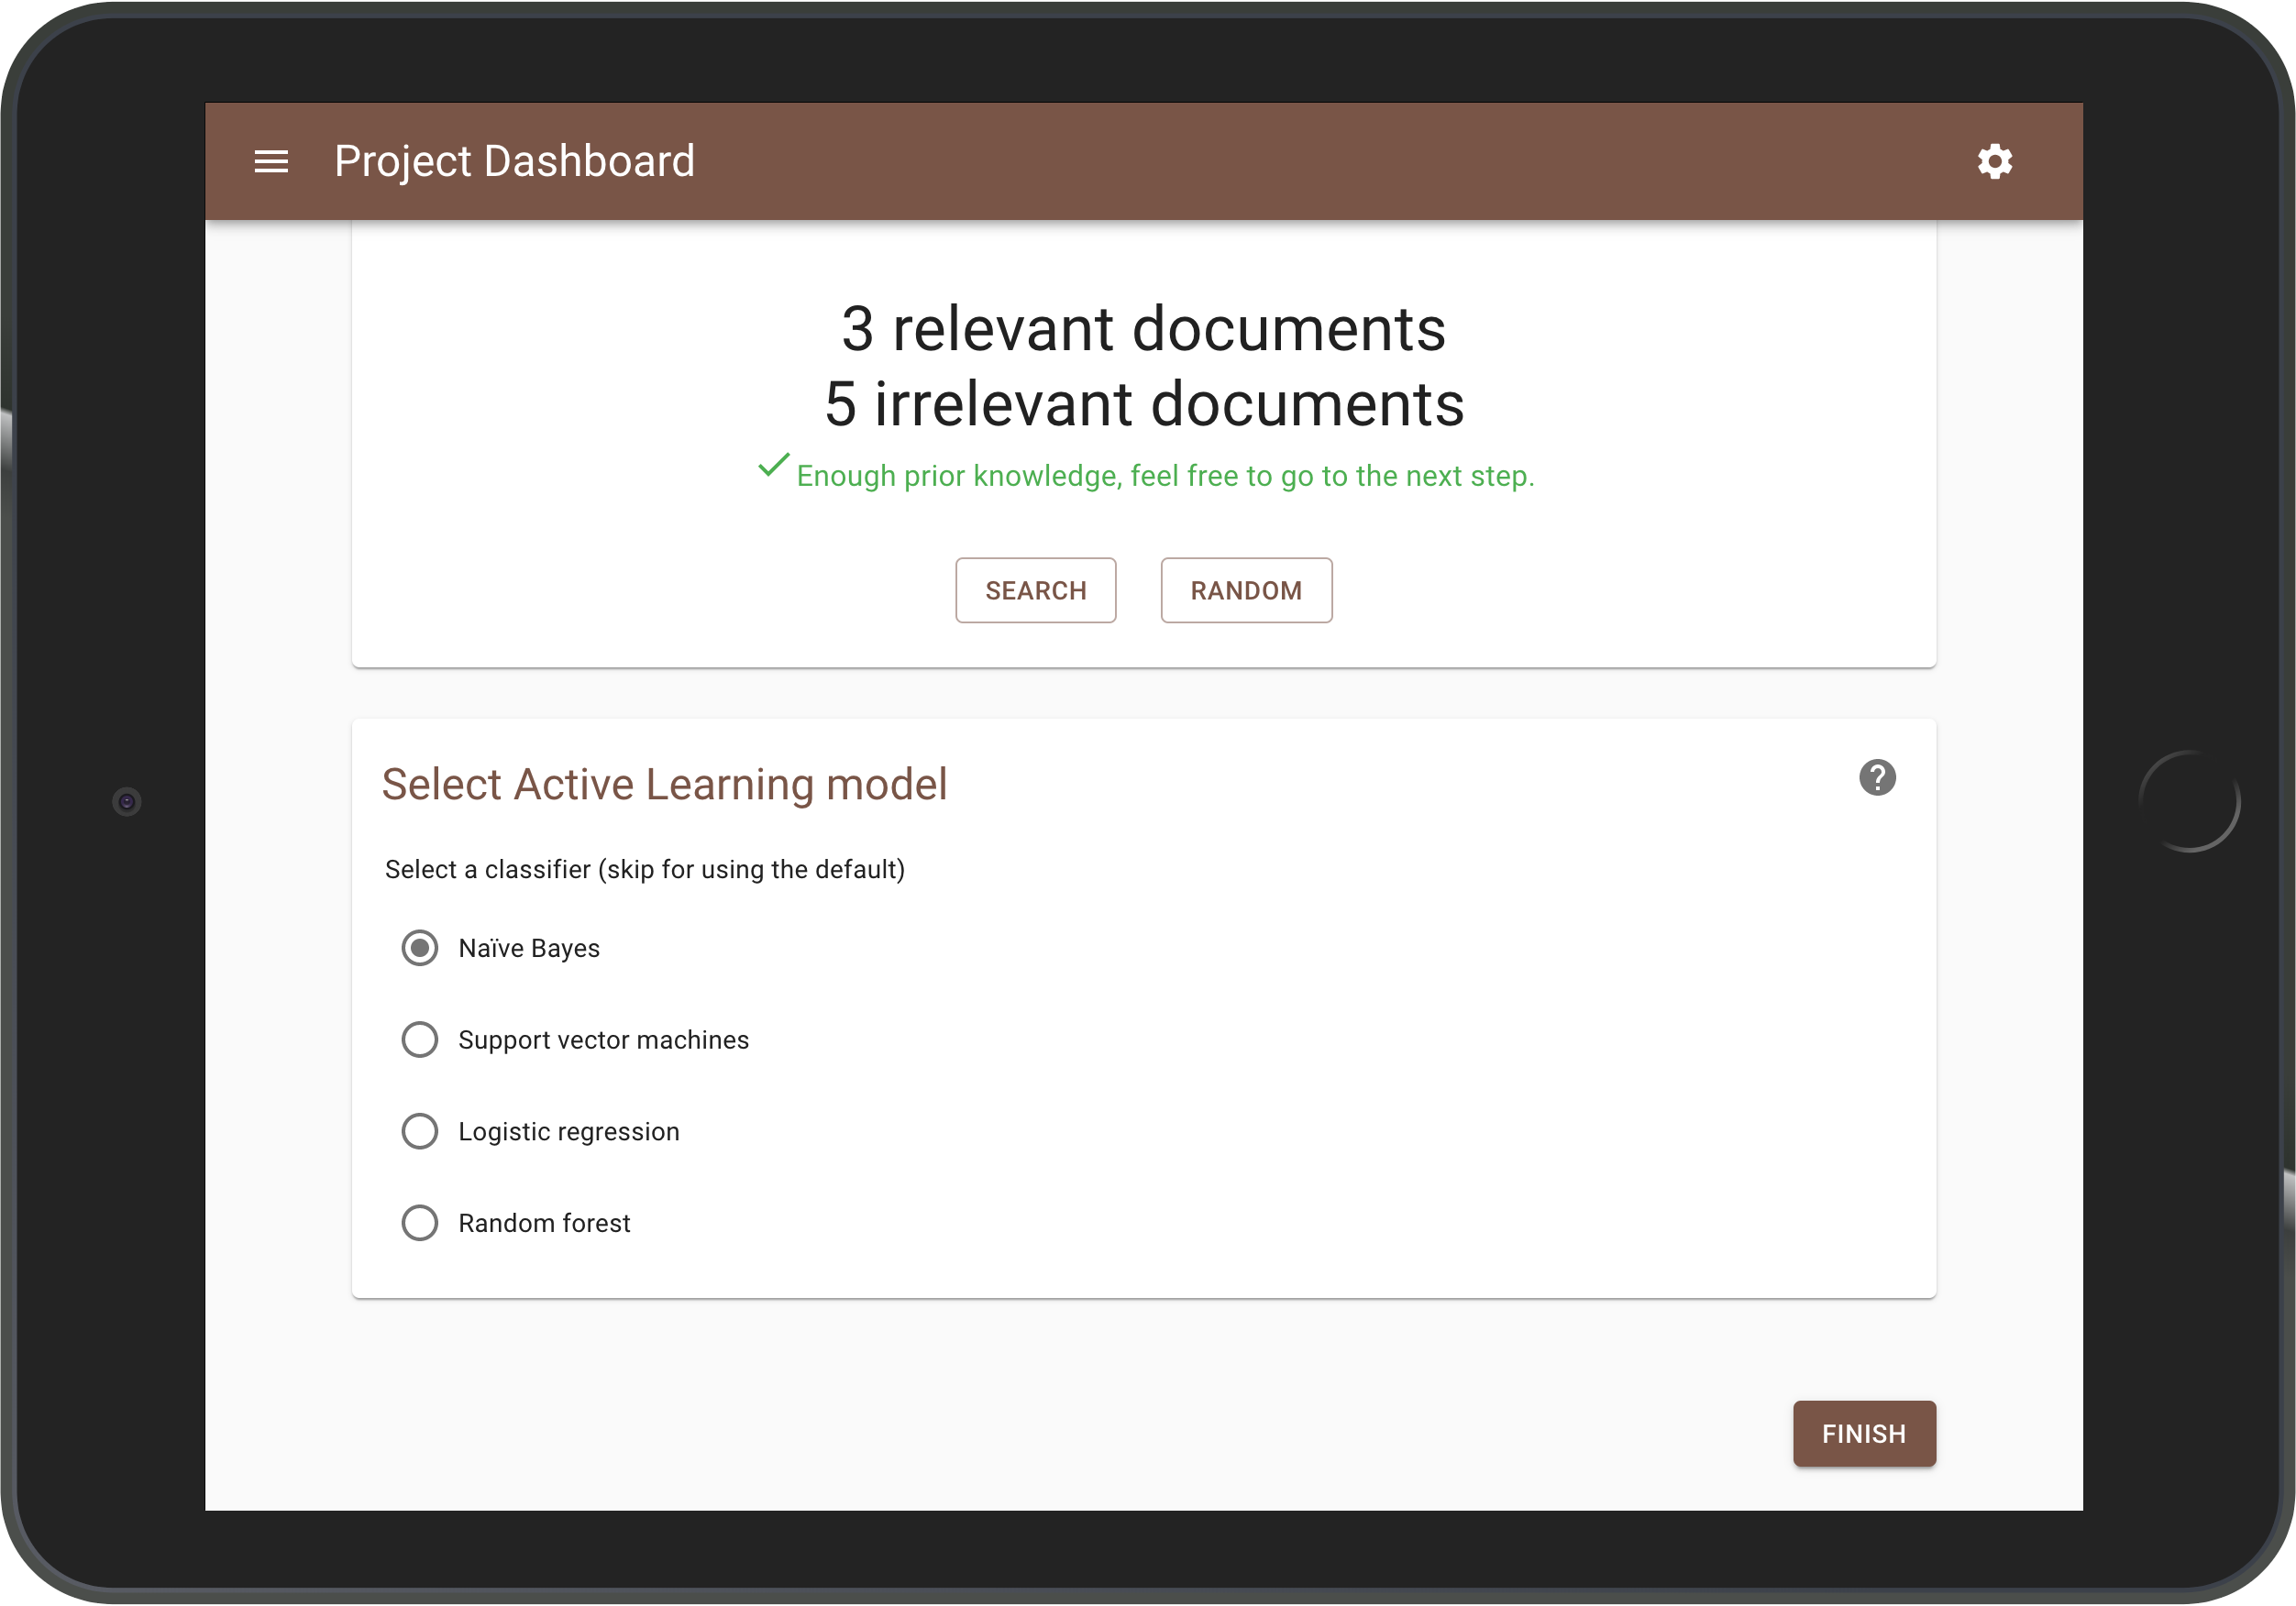 Project Dashboard
3 relevant documents
5 irrelevant documents
Enough prior knowledge, feel free to go to the next step.
SEARCH
RANDOM
Select Active Learning model
?
Select a classifier (skip for using the default)
Naïve Bayes
Support vector machines
Logistic regression
Random forest
FINISH